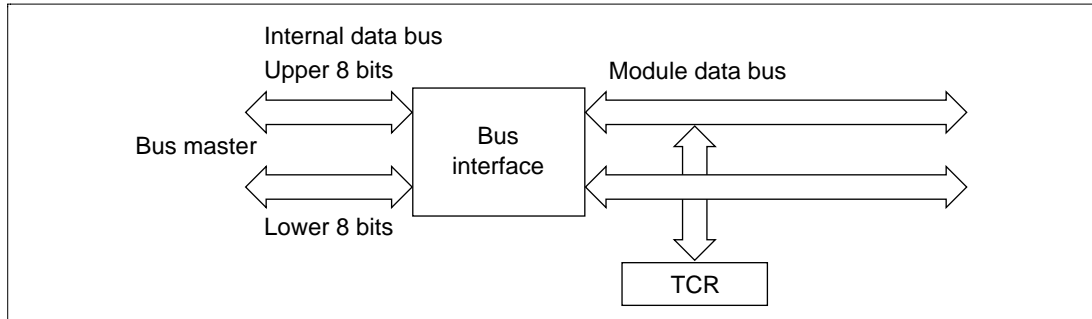 Internal data bus
Upper 8 bits
Module data bus
Bus master
Bus
interface
Lower 8 bits
TCR